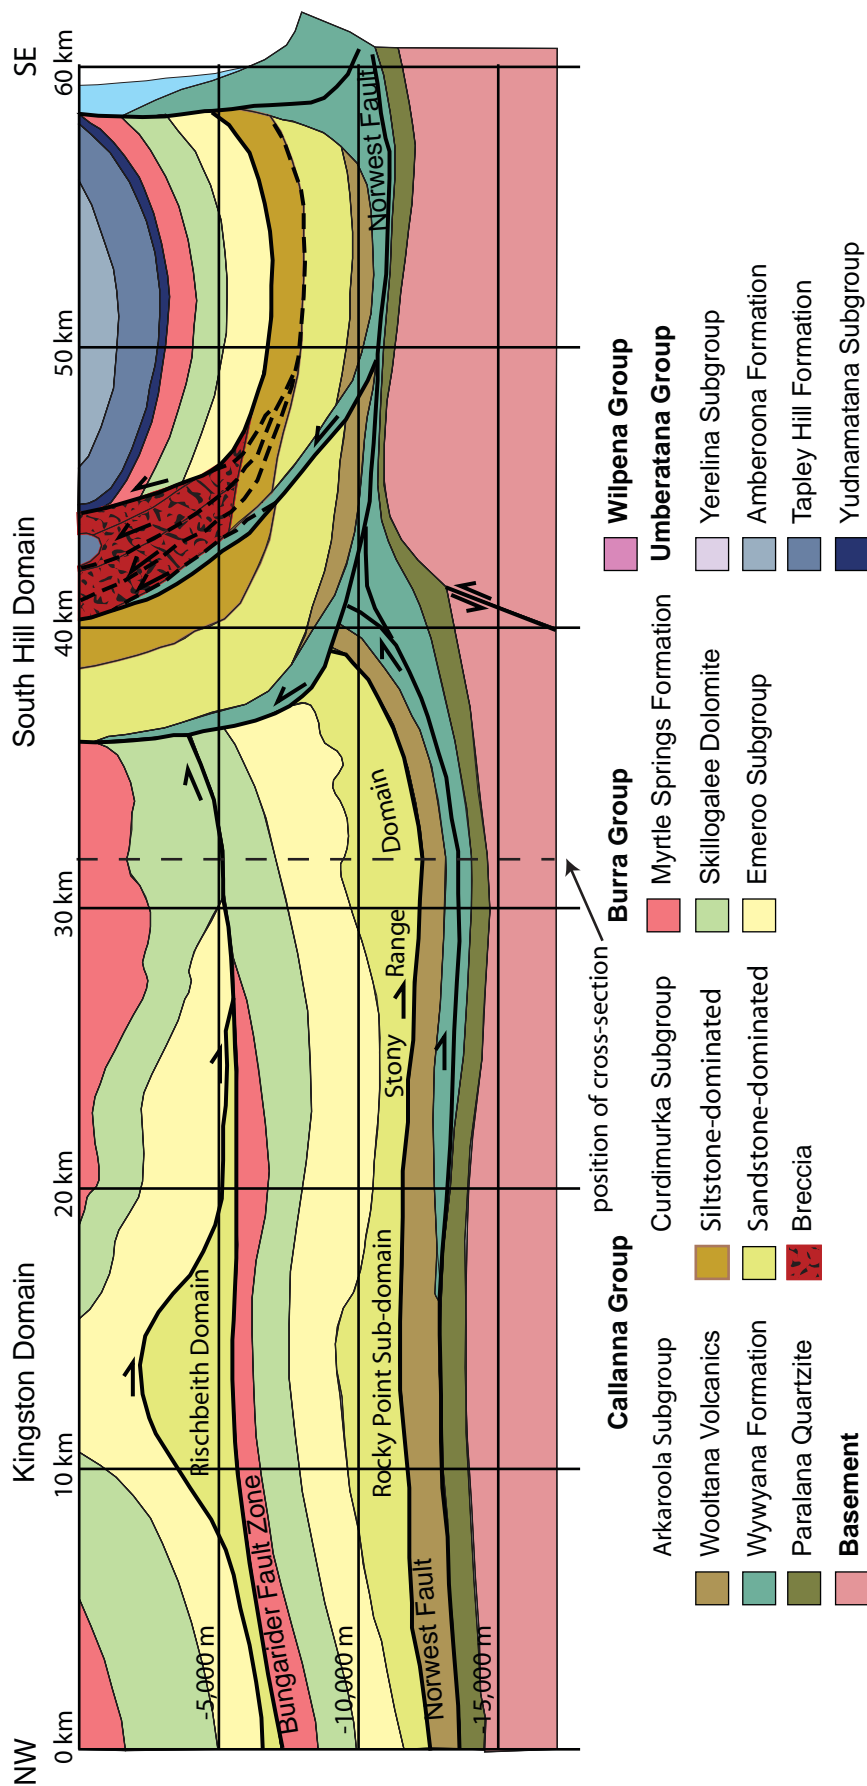 NW
Kingston Domain
South Hill Domain
SE
0 km
10 km
20 km
30 km
40 km
50 km
60 km
Rischbeith Domain
-5,000 m
Bungarider Fault Zone
-10,000 m
Rocky Point Sub-domain
Stony Range Domain
Norwest Fault
Norwest Fault
-15,000 m
position of cross-section
Callanna Group
Arkaroola Subgroup
Wooltana Volcanics
Wywyana Formation
Paralana Quartzite
Basement
Curdimurka Subgroup
Siltstone-dominated
Sandstone-dominated
Breccia
Burra Group
Myrtle Springs Formation
Skillogalee Dolomite
Emeroo Subgroup
Wilpena Group
Umberatana Group
Yerelina Subgroup
Amberoona Formation
Tapley Hill Formation
Yudnamatana Subgroup